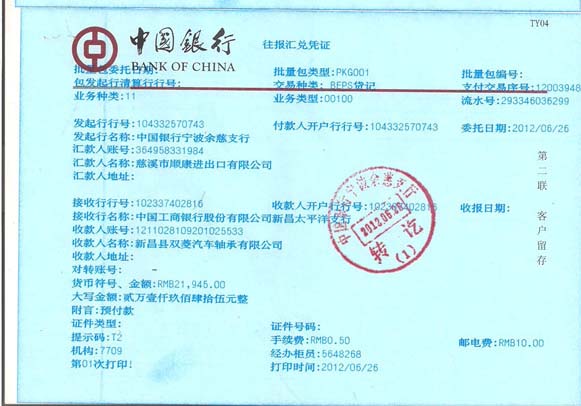 TY04
中國銀行 往报汇兑凭证
BANK OF CHINA
批量包委托日期: 批量包类型:PKG001 批量包编号:
包发起行清算行行号: 交易种类: BEPS贷记 支付交易序号:12003948
业务种类:11 业务类型:00100 流水号:293346036299
发起行行号:104332570743 付款人开户行行号:104332570743 委托日期:2012/06/26
发起行名称:中国银行宁波余慈支行
汇款人账号:364958331984
汇款人名称:慈溪市顺康进出口有限公司
汇款人地址:
接收行行号:102337402816 收款人开户行行号:102337402816 收报日期:
接收行名称:中国工商银行股份有限公司新昌太平洋支行
收款人账号:1211028109201025533
收款人名称:新昌县双菱汽车轴承有限公司
收款人地址:
对转账号:
货币符号、金额:RMB21,945.00
大写金额:贰万壹仟玖佰肆拾伍元整
附言:预付款
证件类型: 证件号码:
提示码:T2 手续费:RMB0.50 邮电费:RMB10.00
机构:7709 经办柜员:5648268
第01次打印! 打印时间:2012/06/26
第二联 客户留存
宁波余慈支行
2012.06.26
转讫
(1)